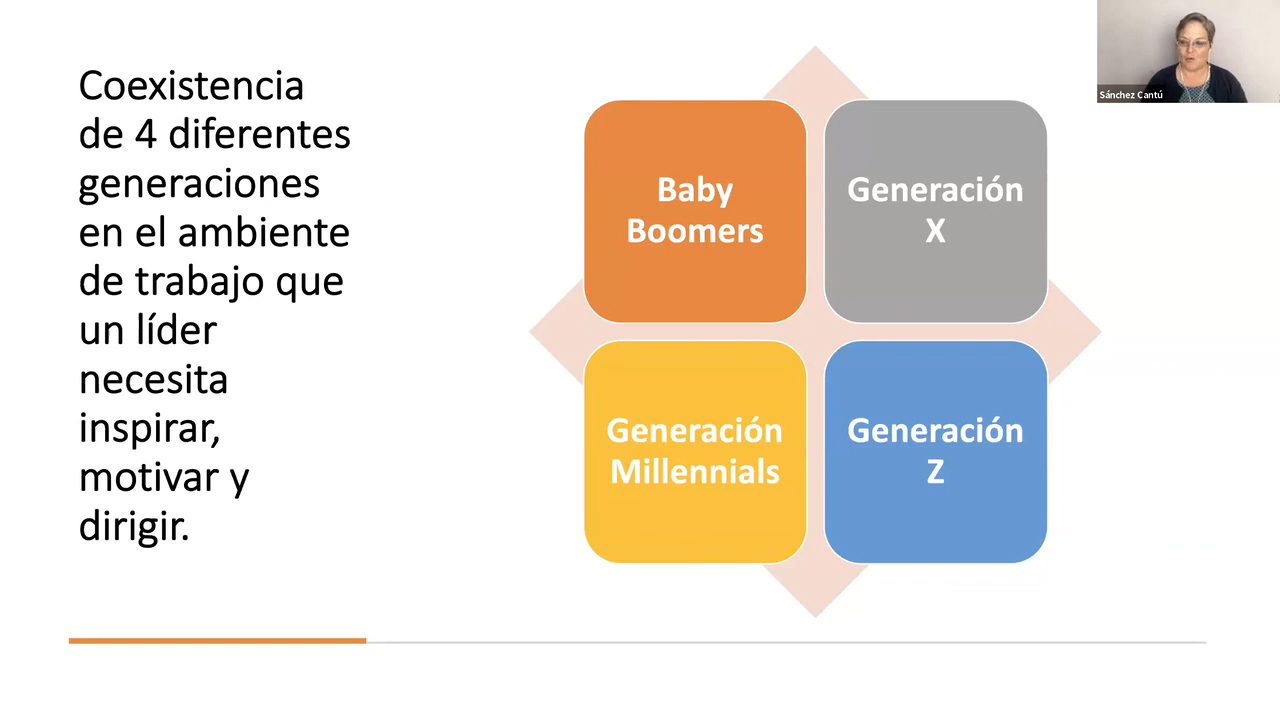 Coexistencia
de 4 diferentes
generaciones
en el ambiente
de trabajo que
un líder
necesita
inspirar,
motivar y
dirigir.
Baby
Boomers
Generación
X
Generación
Millennials
Generación
Z
Sánchez Cantú